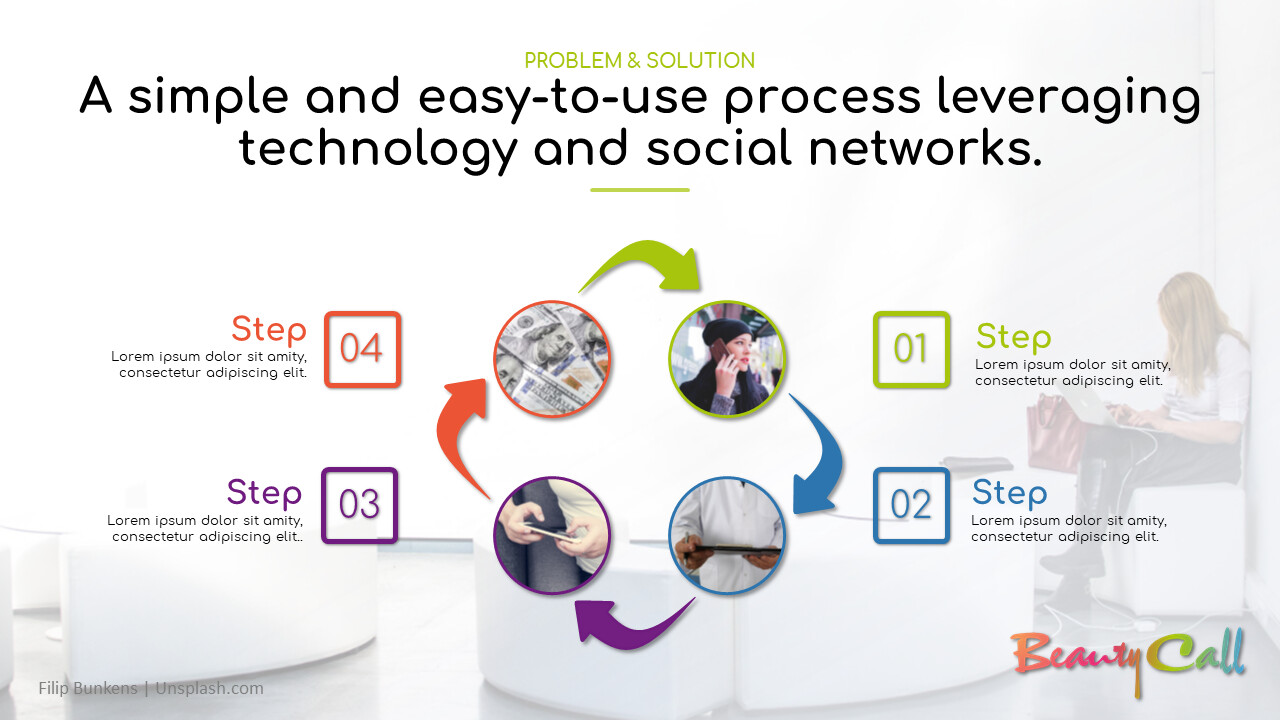 PROBLEM & SOLUTION
A simple and easy-to-use process leveraging
technology and social networks.
01
Step
Lorem ipsum dolor sit amity,
consectetur adipiscing elit.
02
Step
Lorem ipsum dolor sit amity,
consectetur adipiscing elit.
03
Step
Lorem ipsum dolor sit amity,
consectetur adipiscing elit..
04
Step
Lorem ipsum dolor sit amity,
consectetur adipiscing elit.
Filip Bunkens | Unsplash.com
Beauty Call